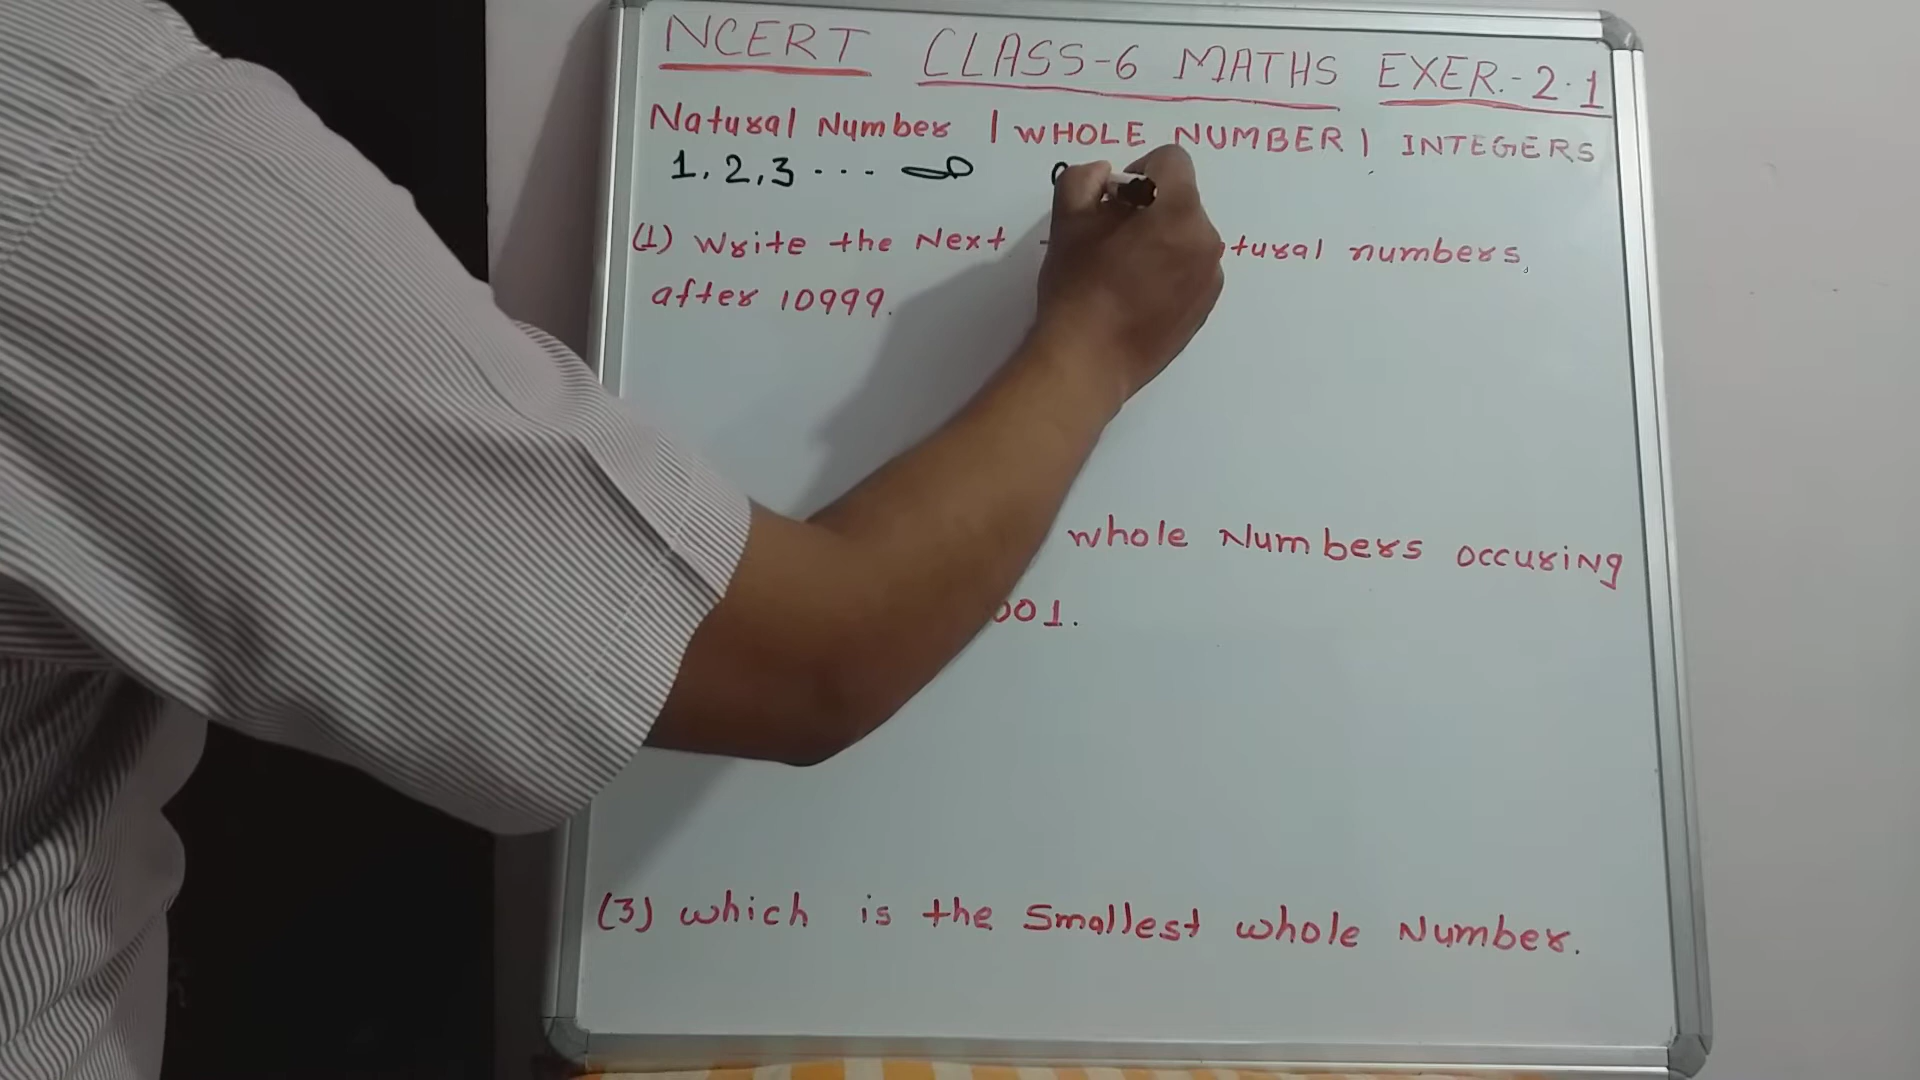 NCERT CLASS-6 MATHS EXER.-2.1
Natural Number | WHOLE NUMBER | INTEGERS
1, 2, 3 ... ∞
(1) Write the Next tural numbers,
after 10999.
whole Numbers occuring
001.
(3) which is the Smallest whole Number.